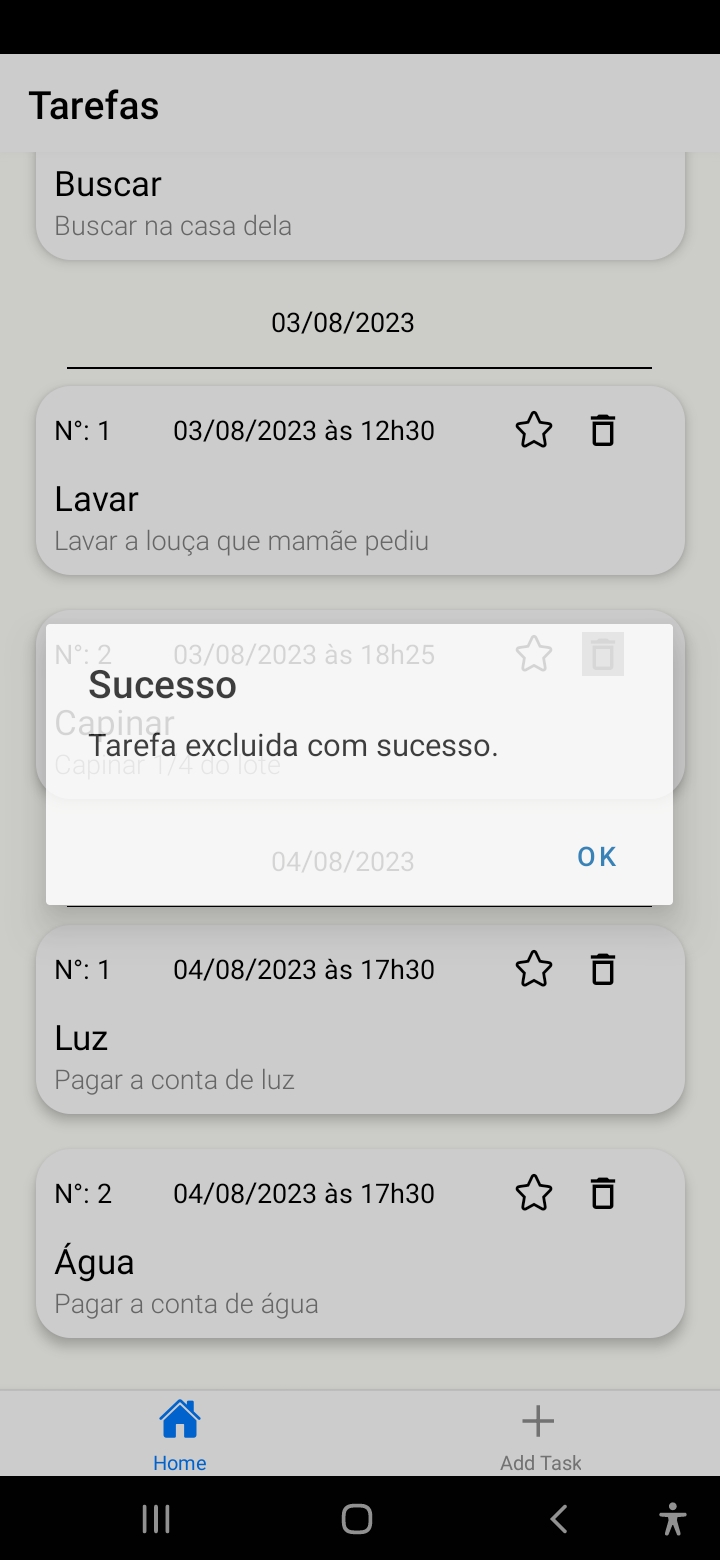 Tarefas
Buscar
Buscar na casa dela
03/08/2023
N°: 1 03/08/2023 às 12h30
Lavar
Lavar a louça que mamãe pediu
N°: 2 03/08/2023 às 18h25
Sucesso
Capinar
Tarefa excluida com sucesso.
Capinar 1/4 do lote
04/08/2023
OK
N°: 1 04/08/2023 às 17h30
Luz
Pagar a conta de luz
N°: 2 04/08/2023 às 17h30
Água
Pagar a conta de água
Home
Add Task